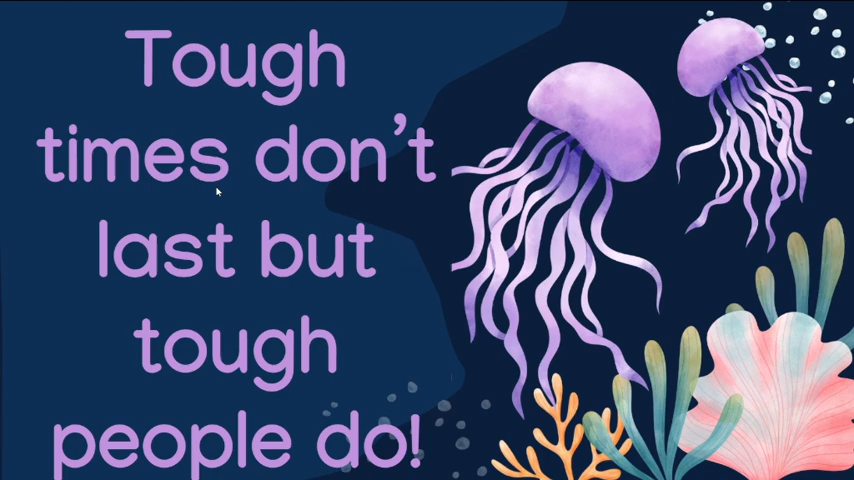 Tough
times don’t
last but
tough
people do!